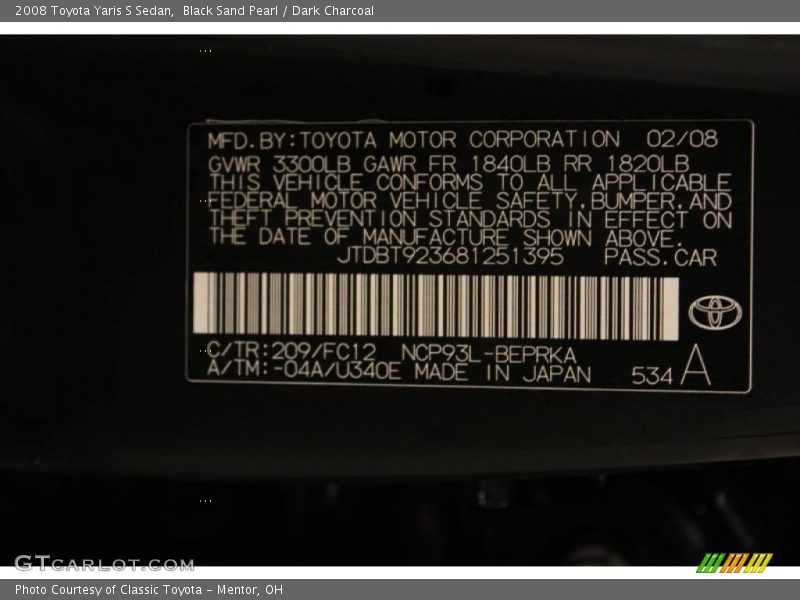 2008 Toyota Yaris S Sedan,  Black Sand Pearl / Dark Charcoal
MFD.BY:TOYOTA MOTOR CORPORATION 02/08
GVWR 3300LB GAWR FR 1840LB RR 1820LB
THIS VEHICLE CONFORMS TO ALL APPLICABLE
FEDERAL MOTOR VEHICLE SAFETY,BUMPER,AND
THEFT PREVENTION STANDARDS IN EFFECT ON
THE DATE OF MANUFACTURE SHOWN ABOVE.
JTDBT923681251395 PASS.CAR
C/TR:209/FC12 NCP93L-BEPRKA
A/TM:-04A/U340E MADE IN JAPAN 534 A
GTCARLOT.COM
Photo Courtesy of Classic Toyota - Mentor, OH